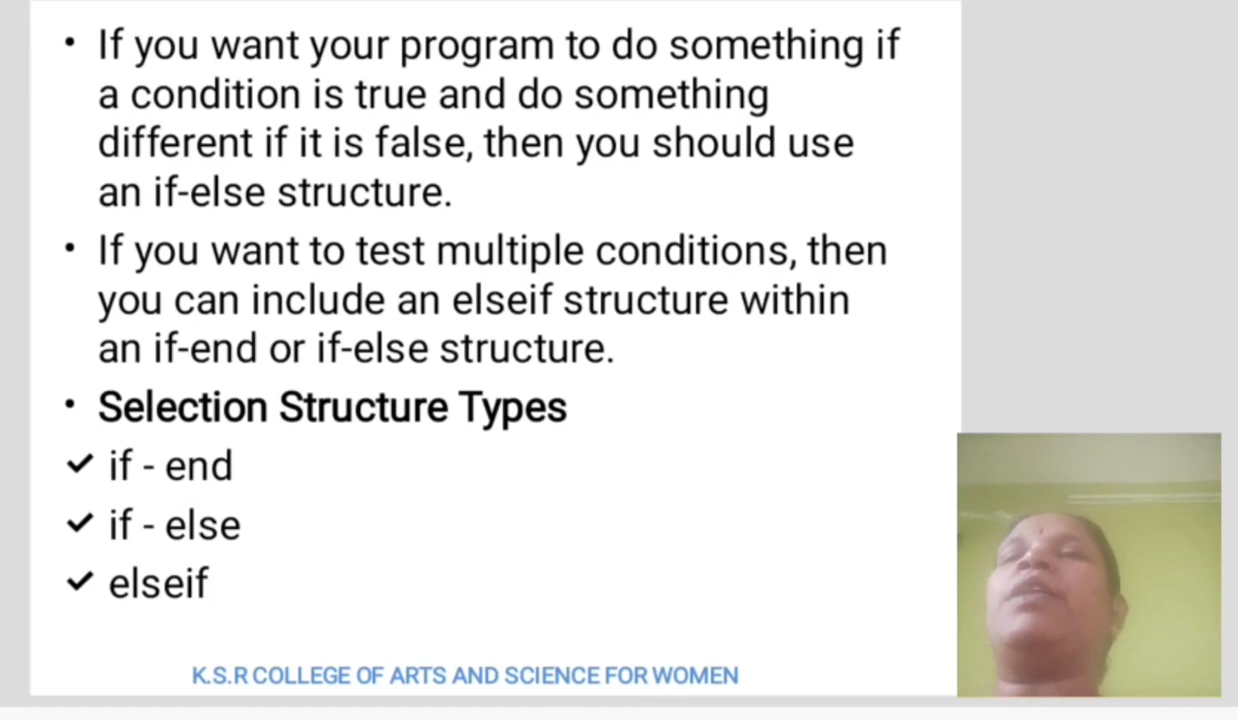 • If you want your program to do something if
a condition is true and do something
different if it is false, then you should use
an if-else structure.
• If you want to test multiple conditions, then
you can include an elseif structure within
an if-end or if-else structure.
• Selection Structure Types
✔ if - end
✔ if - else
✔ elseif
K.S.R COLLEGE OF ARTS AND SCIENCE FOR WOMEN